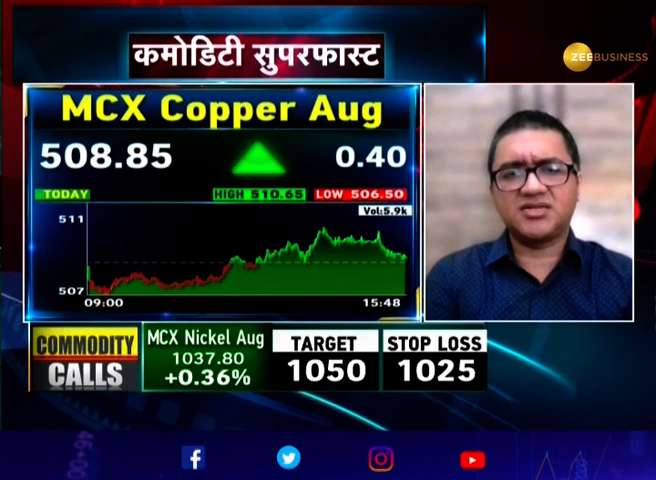 कमोडिटी सुपरफास्ट
ZEEBUSINESS
MCX Copper Aug
508.85 0.40
TODAY HIGH 510.65 LOW 506.50
Vol:5.9k
511
507
09:00 15:48
COMMODITY CALLS
MCX Nickel Aug
1037.80
+0.36%
TARGET
1050
STOP LOSS
1025